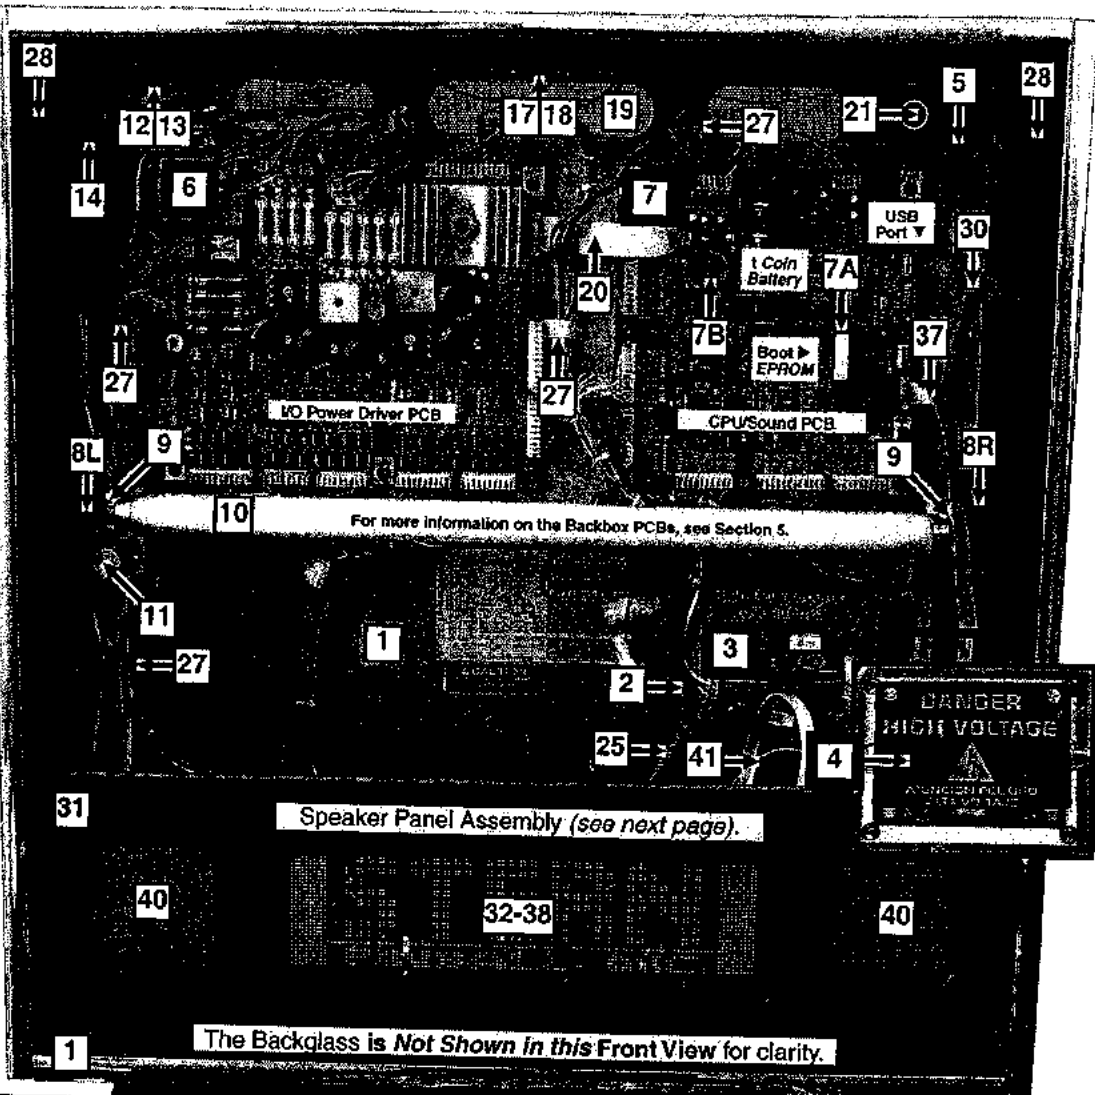 28
5
28
12 13
17 18
19
27
21
14
6
7
USB
Port ▼
30
t Coin
Battery
7A
20
7B
37
Boot ▶
EPROM
27
27
I/O Power Driver PCB
CPU/Sound PCB
8L
9
9
8R
10
For more information on the Backbox PCBs, see Section 5.
11
1
3
27
2
DANGER
HIGH VOLTAGE
25
41
4
31
Speaker Panel Assembly (see next page).
40
32-38
40
The Backglass is Not Shown in this Front View for clarity.
1